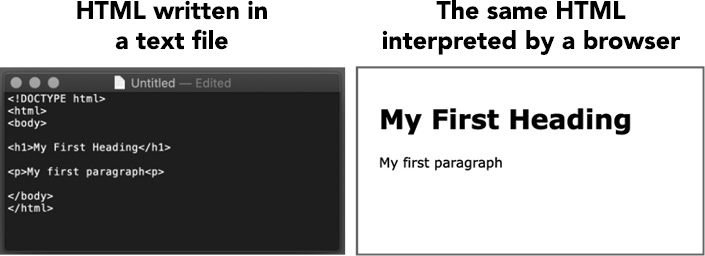 HTML written in
a text file
The same HTML
interpreted by a browser
Untitled — Edited
<!DOCTYPE html>
<html>
<body>
<h1>My First Heading</h1>
<p>My first paragraph<p>
</body>
</html>
My First Heading
My first paragraph